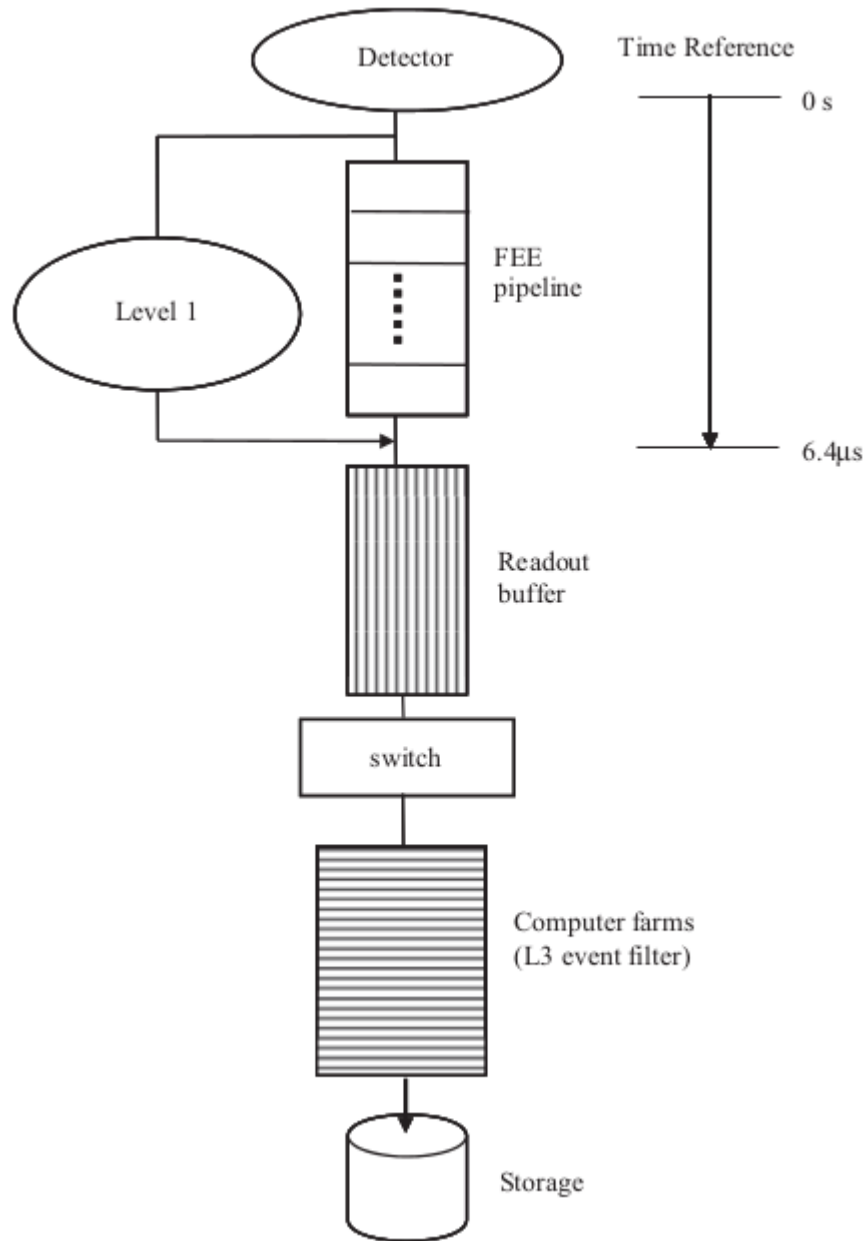 Detector
Time Reference
0 s
Level 1
FEE
pipeline
6.4μs
Readout
buffer
switch
Computer farms
(L3 event filter)
Storage